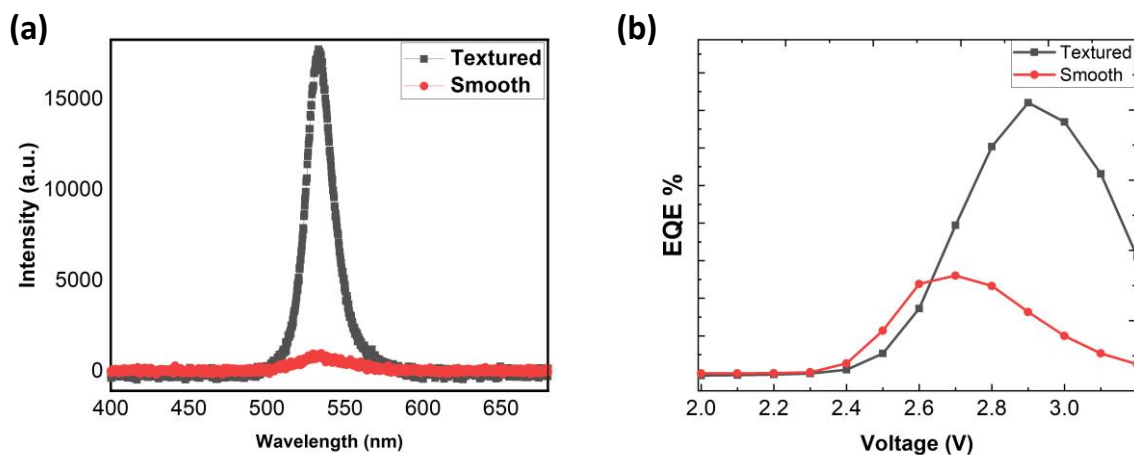 (a)
Textured
Smooth
15000
10000
5000
0
Intensity (a.u.)
400 450 500 550 600 650
Wavelength (nm)
(b)
Textured
Smooth
EQE %
2.0 2.2 2.4 2.6 2.8 3.0
Voltage (V)